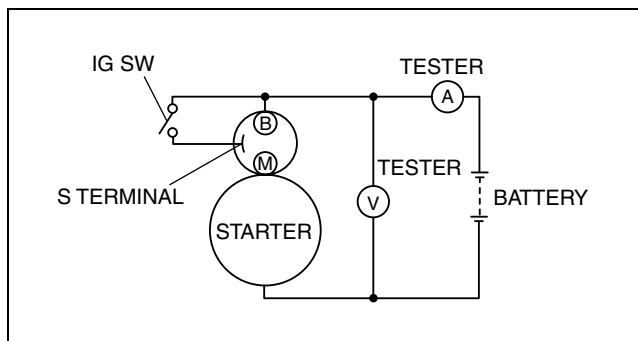 IG SW
TESTER
A
B
M
S TERMINAL
TESTER
V
BATTERY
STARTER